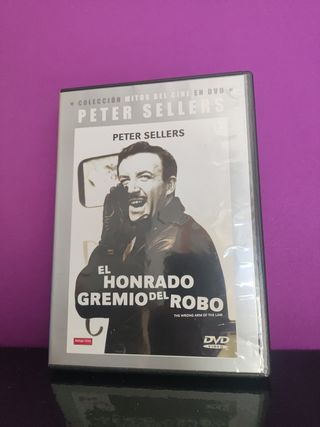 ★ COLECCIÓN MITOS DEL CINE EN DVD ★
PETER SELLERS
PETER SELLERS
EL
HONRADO
GREMIO DEL ROBO
THE WRONG ARM OF THE LAW
DVD
VIDEO